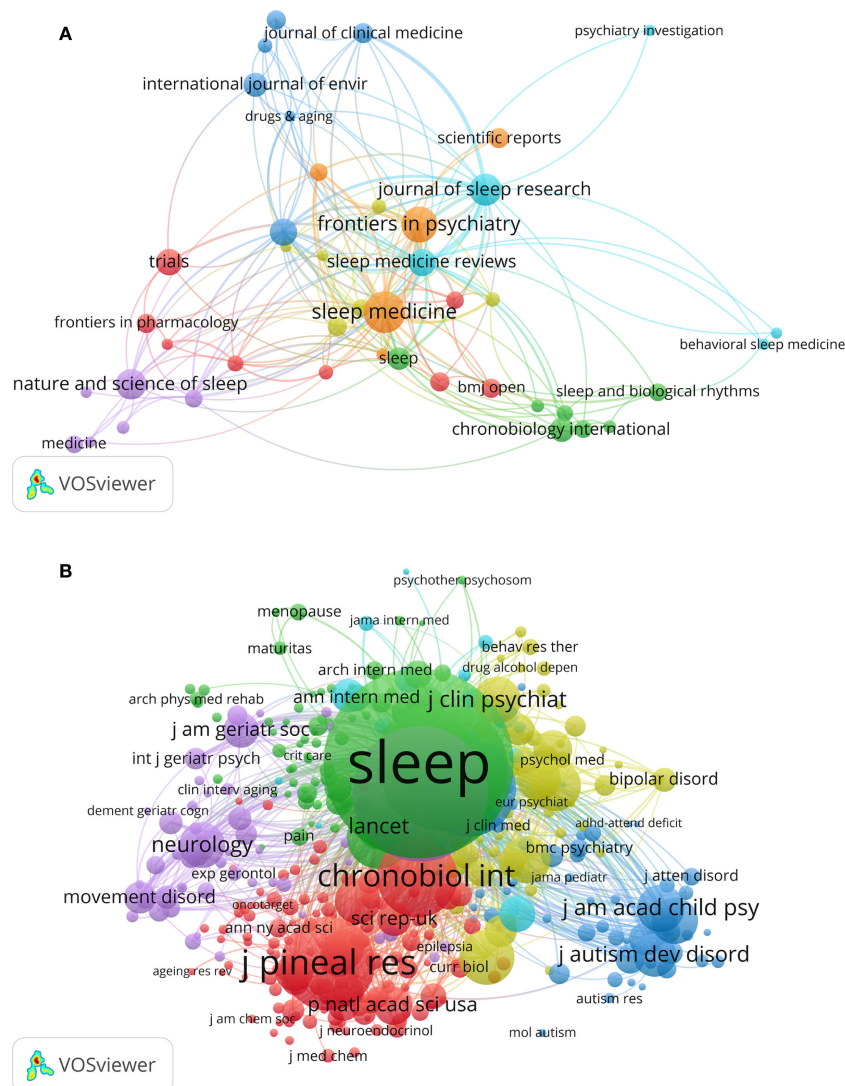 A
journal of clinical medicine
psychiatry investigation
international journal of envir
drugs & aging
scientific reports
journal of sleep research
frontiers in psychiatry
trials
sleep medicine reviews
sleep medicine
frontiers in pharmacology
behavioral sleep medicine
sleep
nature and science of sleep
bmj open
sleep and biological rhythms
chronobiology international
medicine
VOSviewer
B
psychother psychosom
menopause
jama intern med
maturitas
behav res ther
arch intern med
drug alcohol depen
arch phys med rehab
ann intern med
j clin psychiat
j am geriatr soc
crit care
int j geriatr psych
sleep
psychol med
bipolar disord
clin interv aging
eur psychiat
dement geriatr cogn
lancet
j clin med
adhd-attend deficit
pain
neurology
bmc psychiatry
exp gerontol
chronobiol int
jama pediatr
j atten disord
movement disord
oncotarget
j am acad child psy
sci rep-uk
ann ny acad sci
epilepsia
j autism dev disord
j pineal res
curr biol
ageing res rev
autism res
p natl acad sci usa
j am chem soc
j neuroendocrinol
mol autism
j med chem
VOSviewer